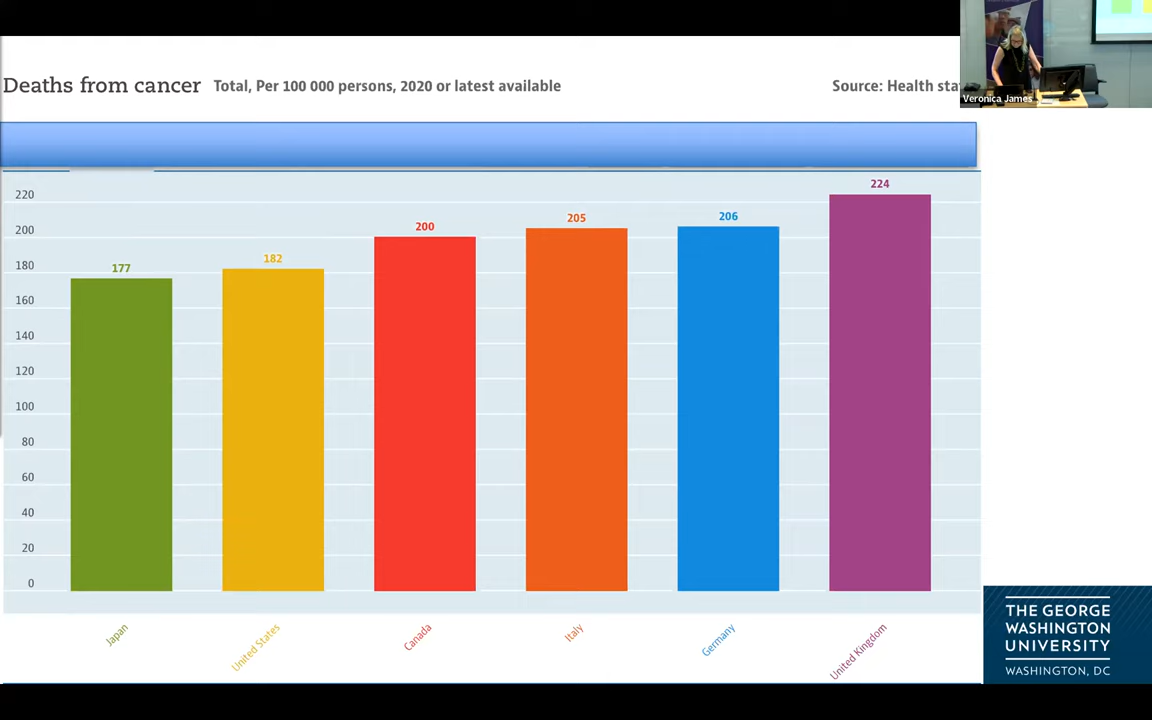 Deaths from cancer Total, Per 100 000 persons, 2020 or latest available
Source: Health
Veronica James
220
200
180
160
140
120
100
80
60
40
20
0
177
182
200
205
206
224
Japan
United States
Canada
Italy
Germany
United Kingdom
THE GEORGE
WASHINGTON
UNIVERSITY
WASHINGTON, DC